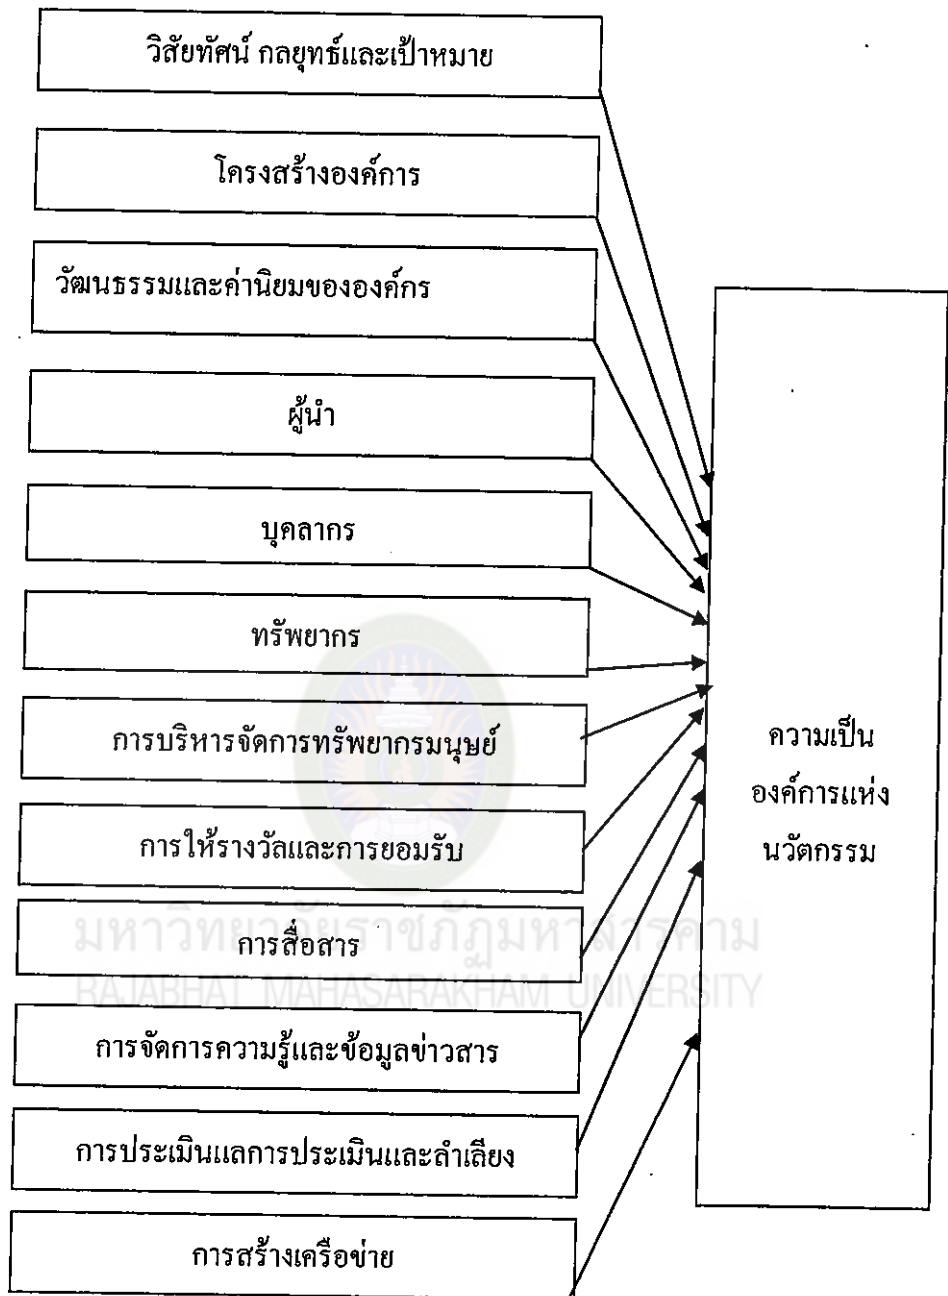 วิสัยทัศน์ กลยุทธ์และเป้าหมาย
โครงสร้างองค์การ
วัฒนธรรมและค่านิยมขององค์กร
ผู้นำ
บุคลากร
ทรัพยากร
การบริหารจัดการทรัพยากรมนุษย์
การให้รางวัลและการยอมรับ
การสื่อสาร
การจัดการความรู้และข้อมูลข่าวสาร
การประเมินแลการประเมินและลำเลียง
การสร้างเครือข่าย
ความเป็น
องค์การแห่ง
นวัตกรรม
มหาวิทยาลัยราชภัฏมหาสารคาม
RAJABHAT MAHASARAKHAM UNIVERSITY